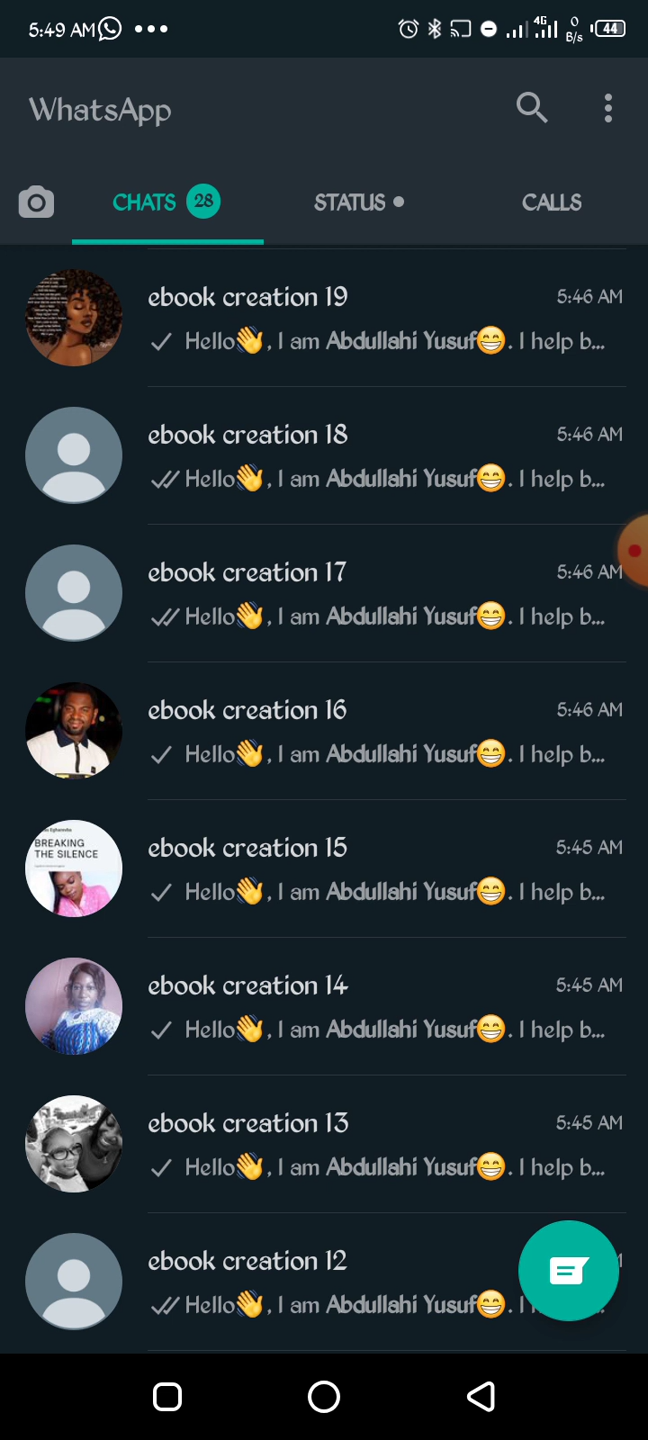 5:49 AM
4G
0
B/s
44
WhatsApp
CHATS 28
STATUS
CALLS
ebook creation 19
5:46 AM
Hello👋, I am Abdullahi Yusuf😁. I help b...
ebook creation 18
5:46 AM
Hello👋, I am Abdullahi Yusuf😁. I help b...
ebook creation 17
5:46 AM
Hello👋, I am Abdullahi Yusuf😁. I help b...
ebook creation 16
5:46 AM
Hello👋, I am Abdullahi Yusuf😁. I help b...
BREAKING
THE SILENCE
ebook creation 15
5:45 AM
Hello👋, I am Abdullahi Yusuf😁. I help b...
ebook creation 14
5:45 AM
Hello👋, I am Abdullahi Yusuf😁. I help b...
ebook creation 13
5:45 AM
Hello👋, I am Abdullahi Yusuf😁. I help b...
ebook creation 12
Hello👋, I am Abdullahi Yusuf😁. I